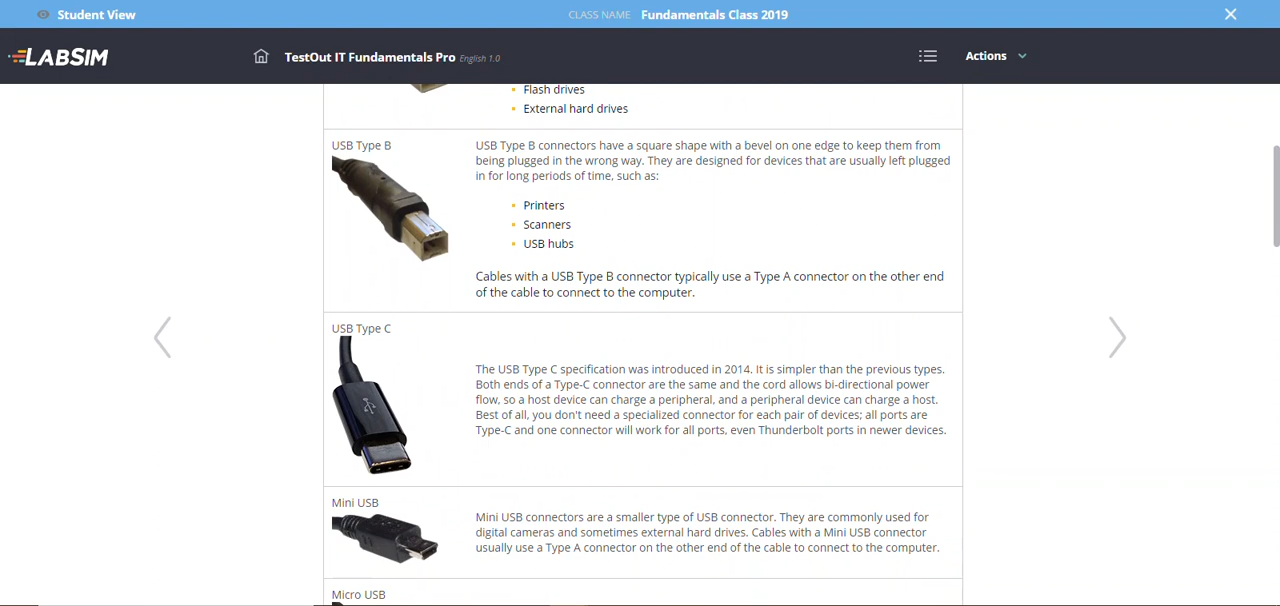 Student View
CLASS NAME Fundamentals Class 2019
LABSIM
TestOut IT Fundamentals Pro English 1.0
Actions
Flash drives
External hard drives
USB Type B
USB Type B connectors have a square shape with a bevel on one edge to keep them from
being plugged in the wrong way. They are designed for devices that are usually left plugged
in for long periods of time, such as:
Printers
Scanners
USB hubs
Cables with a USB Type B connector typically use a Type A connector on the other end
of the cable to connect to the computer.
USB Type C
The USB Type C specification was introduced in 2014. It is simpler than the previous types.
Both ends of a Type-C connector are the same and the cord allows bi-directional power
flow, so a host device can charge a peripheral, and a peripheral device can charge a host.
Best of all, you don't need a specialized connector for each pair of devices; all ports are
Type-C and one connector will work for all ports, even Thunderbolt ports in newer devices.
Mini USB
Mini USB connectors are a smaller type of USB connector. They are commonly used for
digital cameras and sometimes external hard drives. Cables with a Mini USB connector
usually use a Type A connector on the other end of the cable to connect to the computer.
Micro USB